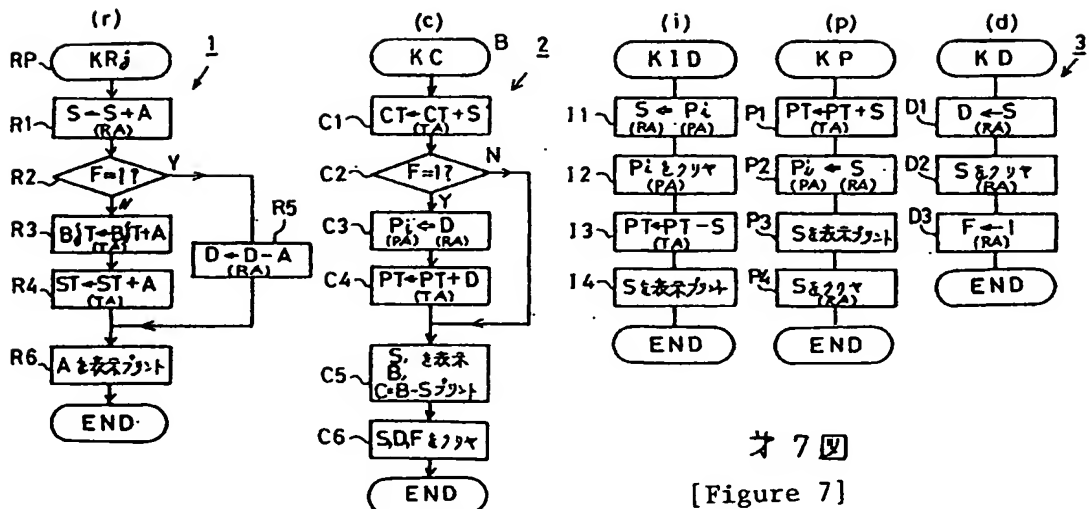 (r)
RP
KRj
1
R1
S←S+A
(RA)
R2
F=1?
Y
N
R3
BjT←BjT+A
(TA)
R5
D←D-A
(RA)
R4
ST←ST+A
(TA)
R6
Aを表示プリント
END
(c)
KC
B
2
C1
CT←CT+S
(TA)
C2
F=1?
N
Y
C3
Pi←D
(PA) (RA)
C4
PT←PT+D
(TA)
C5
S,を表示
B,
C=B-Sプリント
C6
S,D,Fをクリヤ
END
(i)
KID
I1
S←Pi
(RA) (PA)
I2
Piをクリヤ
(PA)
I3
PT←PT-S
(TA)
I4
Sを表示プリント
END
(p)
KP
P1
PT←PT+S
(TA)
P2
Pi←S
(PA) (RA)
P3
Sを表示プリント
P4
Sをクリヤ
(RA)
END
(d)
KD
3
D1
D←S
(RA)
D2
Sをクリヤ
(RA)
D3
F←1
(RA)
END
才7図
[Figure 7]